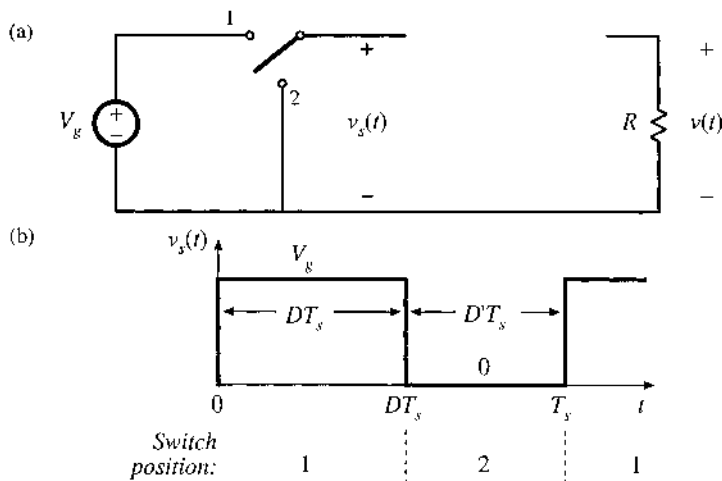 (a)
1
+
+
2
V_g
+
−
v_s(t)
R
v(t)
−
−
(b)
v_s(t)
V_g
DT_s
D'T_s
0
0
DT_s
T_s
t
Switch
position:
1
2
1